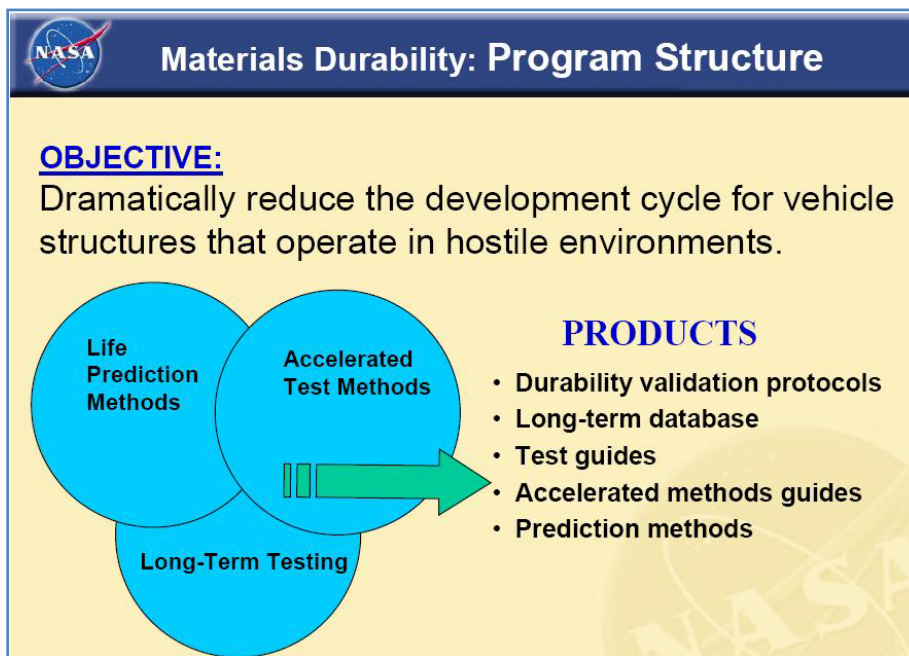 NASA
Materials Durability: Program Structure
OBJECTIVE:
Dramatically reduce the development cycle for vehicle
structures that operate in hostile environments.
Life
Prediction
Methods
Accelerated
Test Methods
Long-Term Testing
PRODUCTS
• Durability validation protocols
• Long-term database
• Test guides
• Accelerated methods guides
• Prediction methods
NASA